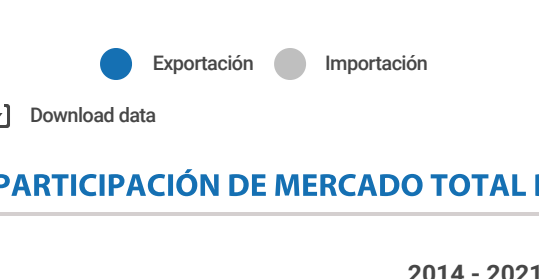 Exportación Importación
Download data
PARTICIPACIÓN DE MERCADO TOTAL
2014 - 2021